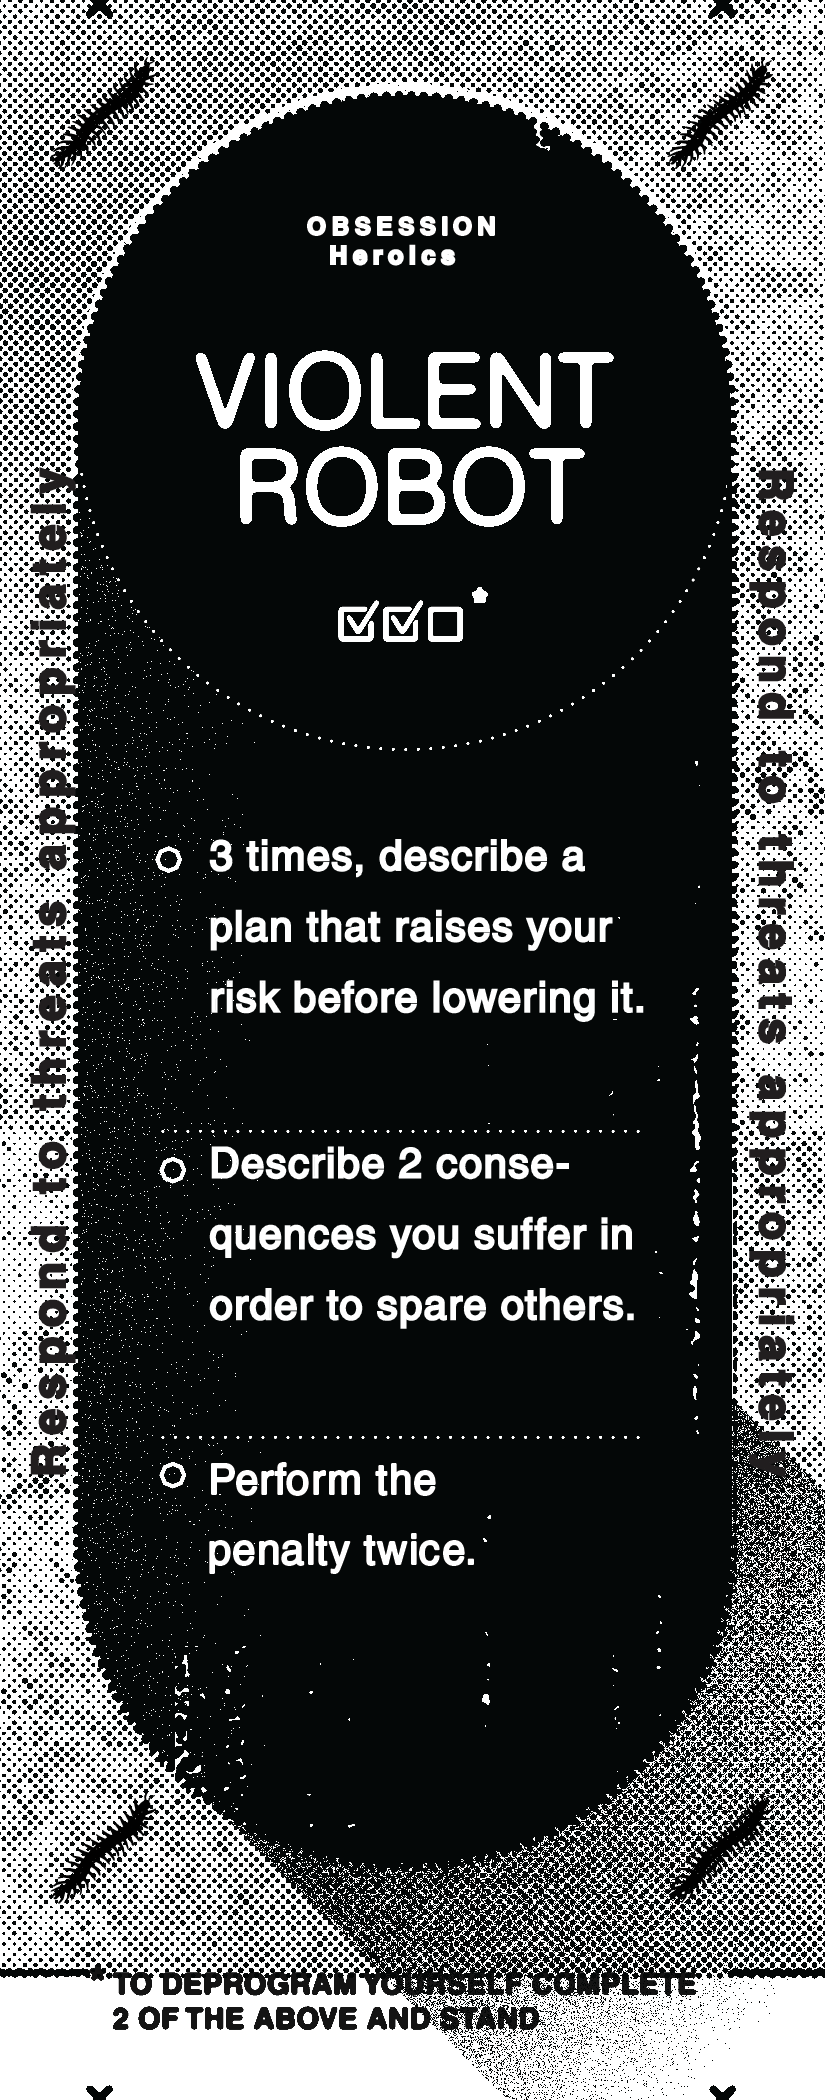 OBSESSION
Heroics
VIOLENT
ROBOT
☑☑☐*
Respond to threats appropriately
Respond to threats appropriately
3 times, describe a
plan that raises your
risk before lowering it.
Describe 2 conse-
quences you suffer in
order to spare others.
Perform the
penalty twice.
*TO DEPROGRAM YOURSELF COMPLETE
2 OF THE ABOVE AND STAND